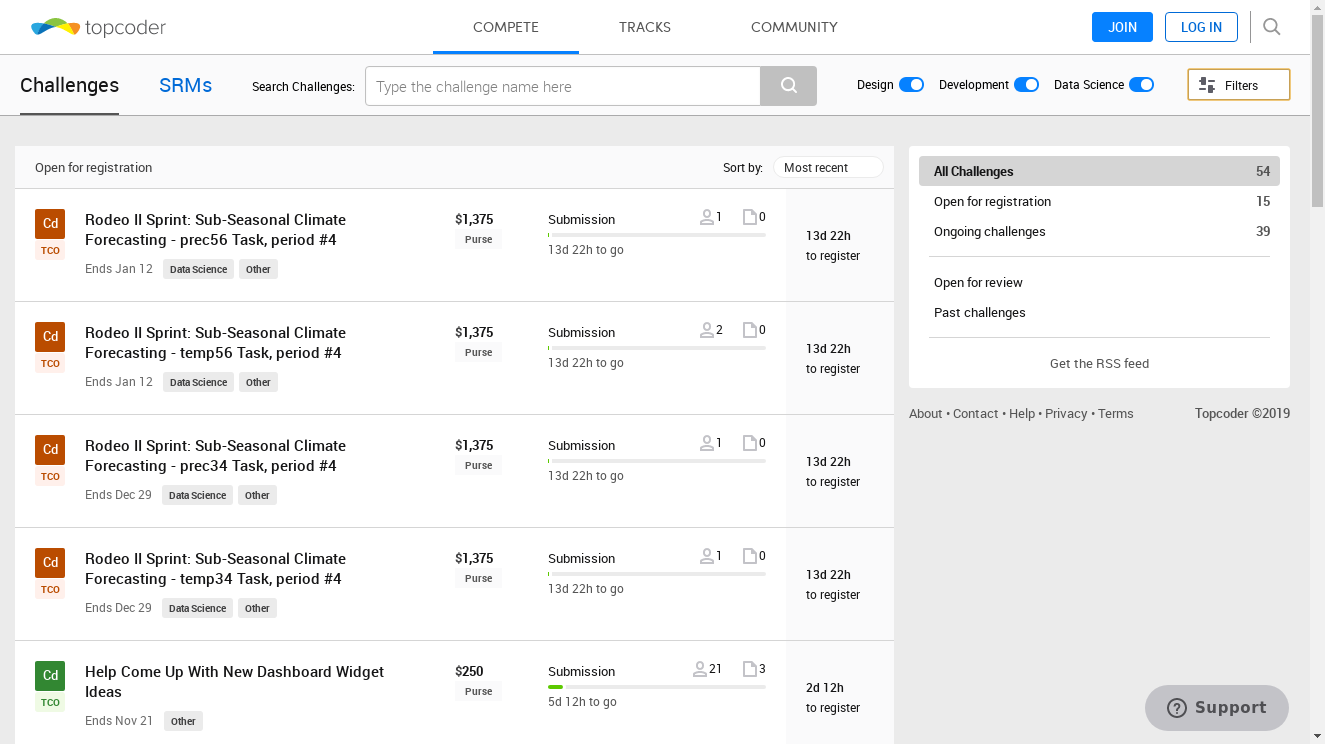 topcoder
COMPETE
TRACKS
COMMUNITY
JOIN
LOG IN
Challenges
SRMs
Search Challenges:
Type the challenge name here
Design
Development
Data Science
Filters
Open for registration
Sort by:
Most recent
Cd
TCO
Rodeo II Sprint: Sub-Seasonal Climate
Forecasting - prec56 Task, period #4
Ends Jan 12
Data Science
Other
$1,375
Purse
Submission
1
0
13d 22h to go
13d 22h
to register
Cd
TCO
Rodeo II Sprint: Sub-Seasonal Climate
Forecasting - temp56 Task, period #4
Ends Jan 12
Data Science
Other
$1,375
Purse
Submission
2
0
13d 22h to go
13d 22h
to register
Cd
TCO
Rodeo II Sprint: Sub-Seasonal Climate
Forecasting - prec34 Task, period #4
Ends Dec 29
Data Science
Other
$1,375
Purse
Submission
1
0
13d 22h to go
13d 22h
to register
Cd
TCO
Rodeo II Sprint: Sub-Seasonal Climate
Forecasting - temp34 Task, period #4
Ends Dec 29
Data Science
Other
$1,375
Purse
Submission
1
0
13d 22h to go
13d 22h
to register
Cd
TCO
Help Come Up With New Dashboard Widget
Ideas
Ends Nov 21
Other
$250
Purse
Submission
21
3
5d 12h to go
2d 12h
to register
All Challenges 54
Open for registration 15
Ongoing challenges 39
Open for review
Past challenges
Get the RSS feed
About • Contact • Help • Privacy • Terms
Topcoder ©2019
Support